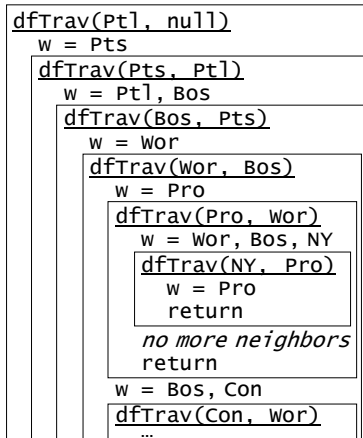 dfTrav(Ptl, null)
w = Pts
dfTrav(Pts, Ptl)
w = Ptl, Bos
dfTrav(Bos, Pts)
w = Wor
dfTrav(Wor, Bos)
w = Pro
dfTrav(Pro, Wor)
w = Wor, Bos, NY
dfTrav(NY, Pro)
w = Pro
return
no more neighbors
return
w = Bos, Con
dfTrav(Con, Wor)
…